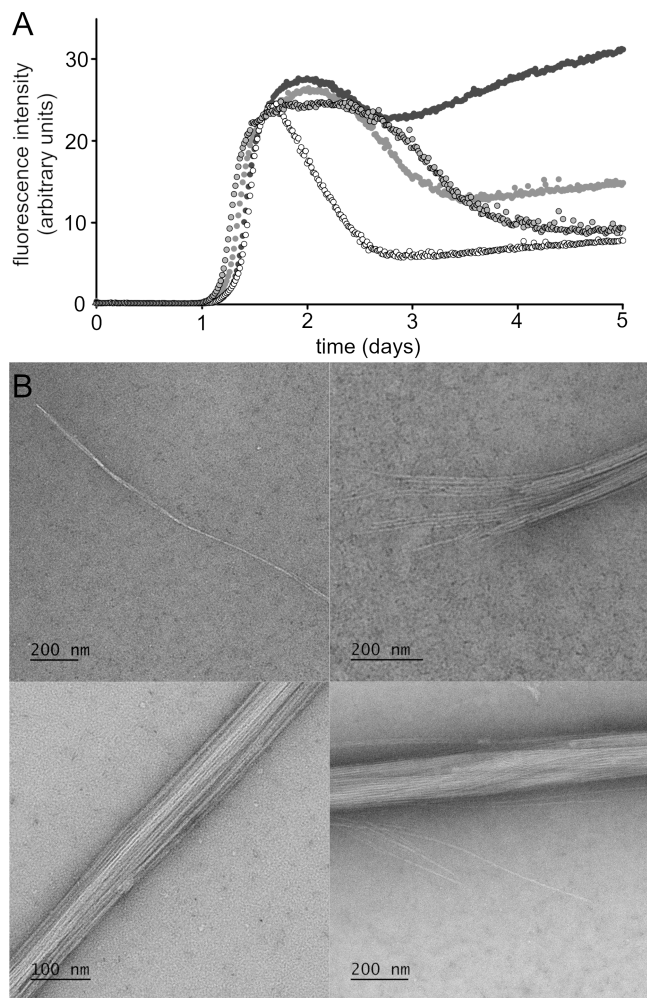 A
fluorescence intensity
(arbitrary units)
30
20
10
0
0 1 2 3 4 5
time (days)
B
200 nm
200 nm
100 nm
200 nm